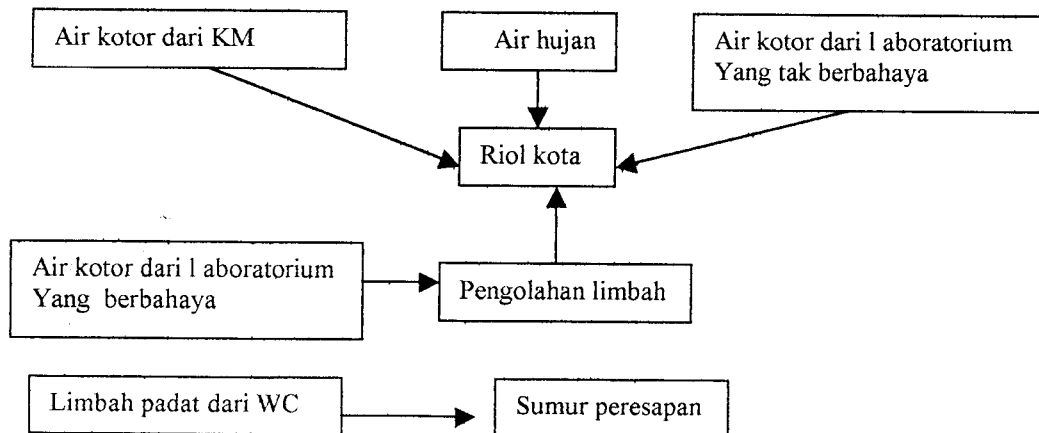 Air kotor dari KM
Air hujan
Air kotor dari l aboratorium
Yang tak berbahaya
Riol kota
Air kotor dari l aboratorium
Yang berbahaya
Pengolahan limbah
Limbah padat dari WC
Sumur peresapan